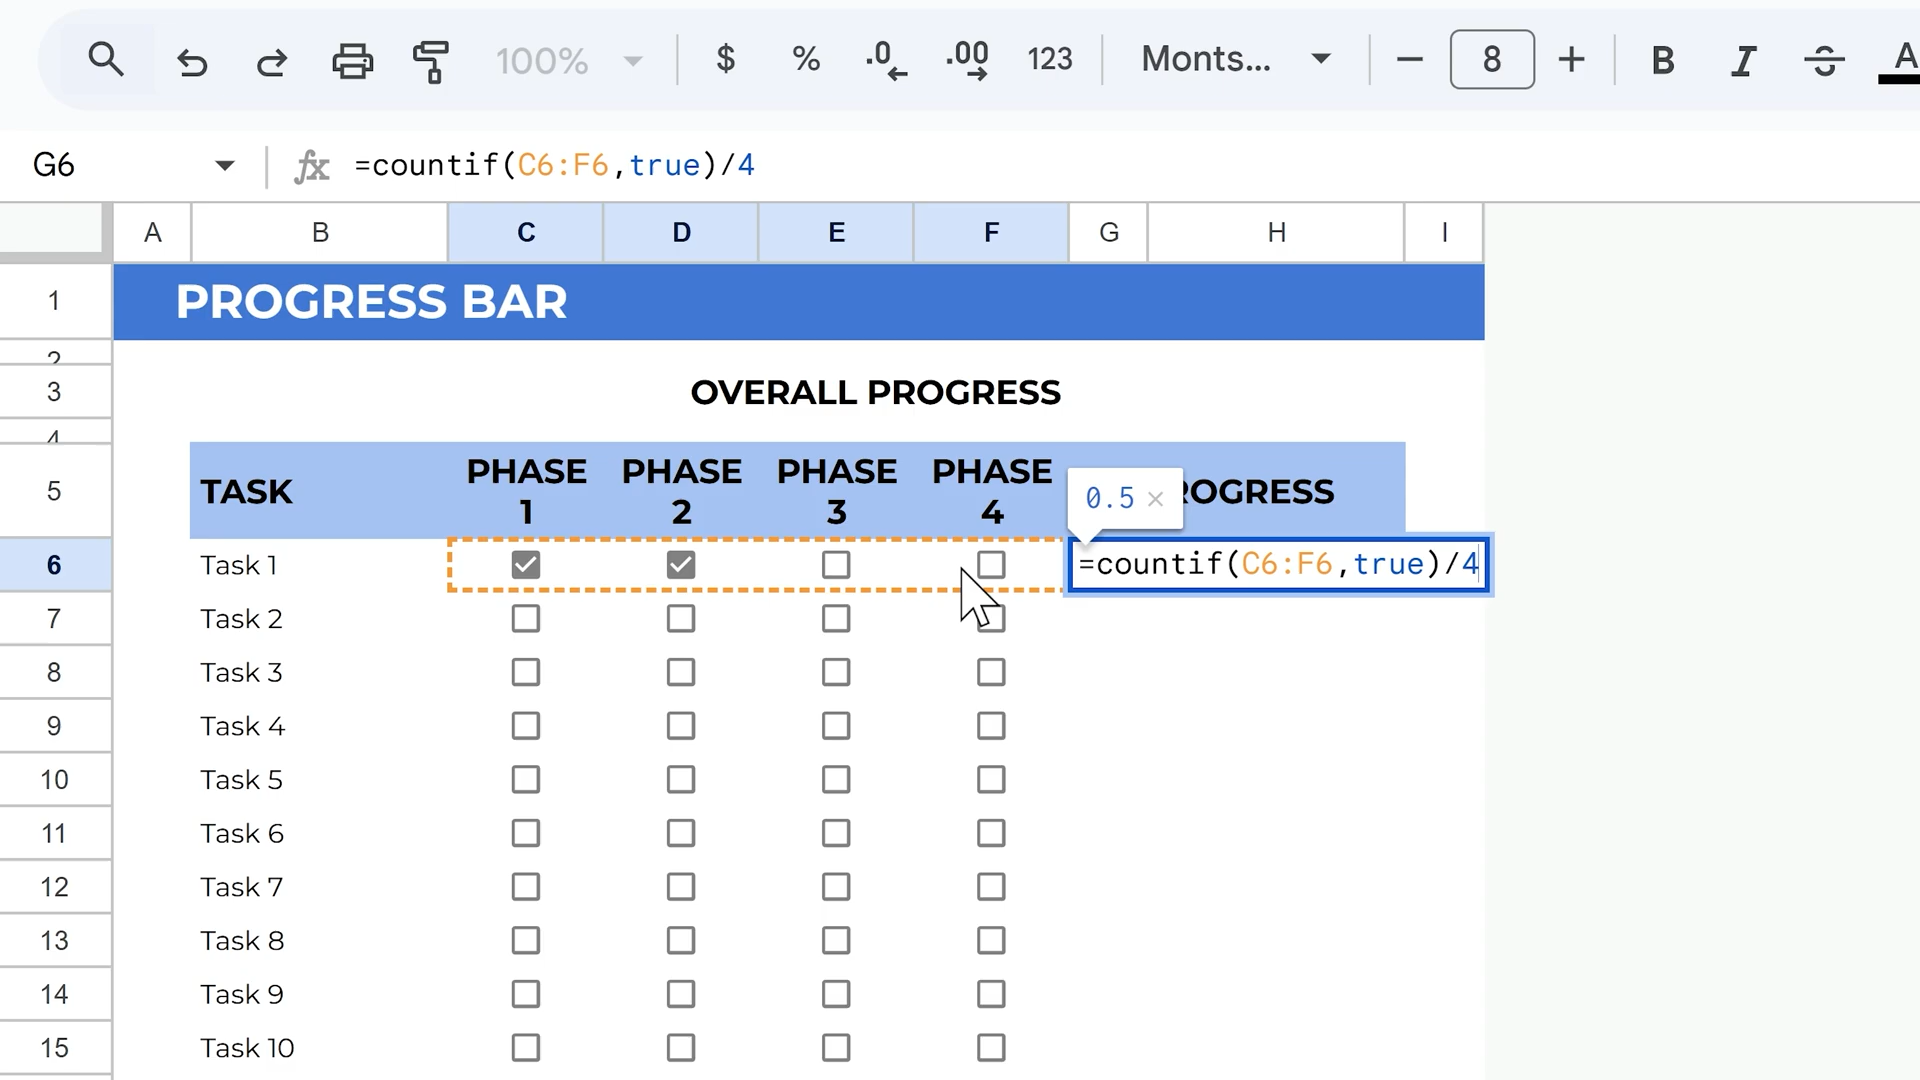 100% $ % .0 .00 123 Monts... 8 B I S A
G6 fx =countif(C6:F6,true)/4
A B C D E F G H I
1 PROGRESS BAR
2
3 OVERALL PROGRESS
4
5 TASK PHASE 1 PHASE 2 PHASE 3 PHASE 4 ROGRESS
0.5 ×
6 Task 1 =countif(C6:F6,true)/4
7 Task 2
8 Task 3
9 Task 4
10 Task 5
11 Task 6
12 Task 7
13 Task 8
14 Task 9
15 Task 10